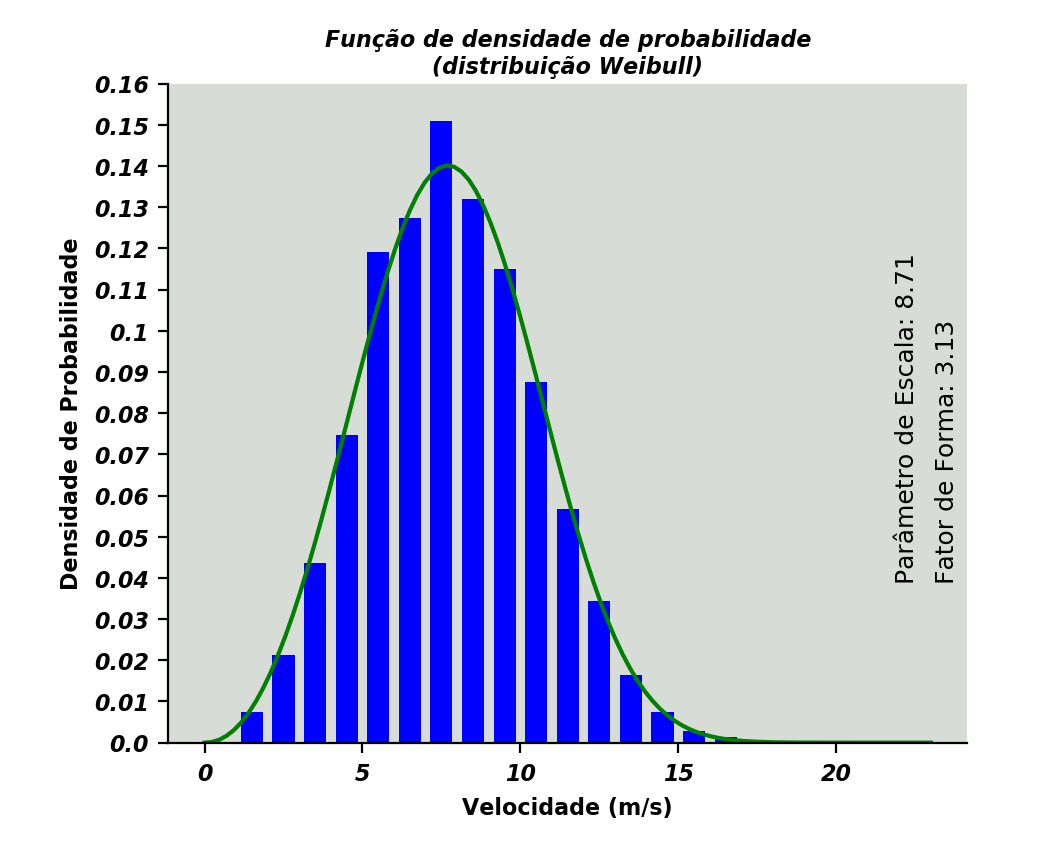 Função de densidade de probabilidade
(distribuição Weibull)
0.16
0.15
0.14
0.13
0.12
0.11
0.1
0.09
0.08
0.07
0.06
0.05
0.04
0.03
0.02
0.01
0.0
Densidade de Probabilidade
0 5 10 15 20
Velocidade (m/s)
Parâmetro de Escala: 8.71
Fator de Forma: 3.13